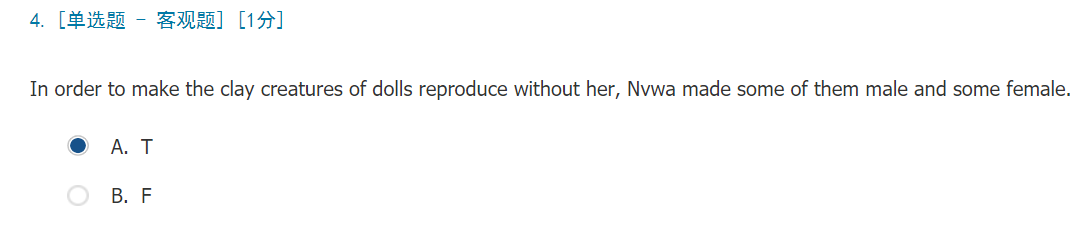 4. [单选题 - 客观题] [1分]
In order to make the clay creatures of dolls reproduce without her, Nvwa made some of them male and some female.
A. T
B. F